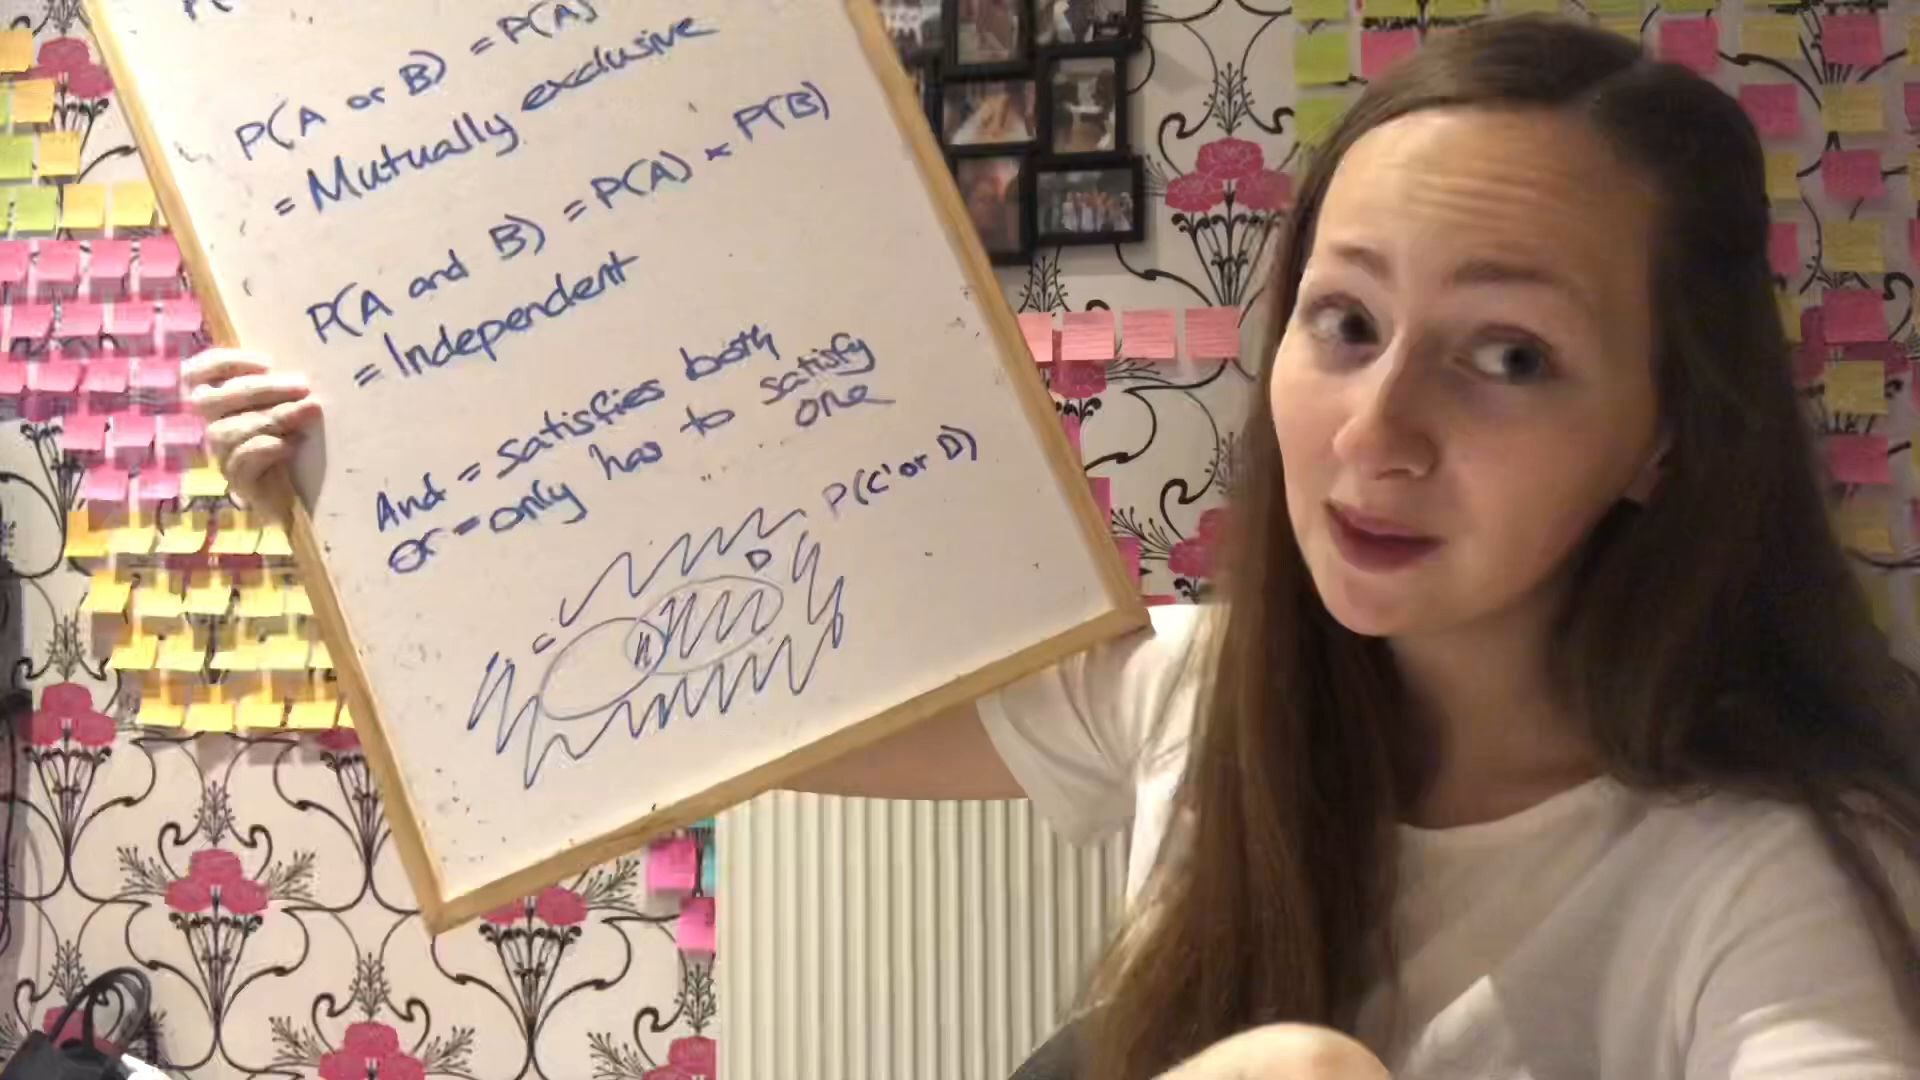 P(
P(A or B) = P(A)
= Mutually exclusive
P(A and B) = P(A) × P(B)
= Independent
And = satisfies both
or = only has to satisfy
one
P(C' or D)
D
C